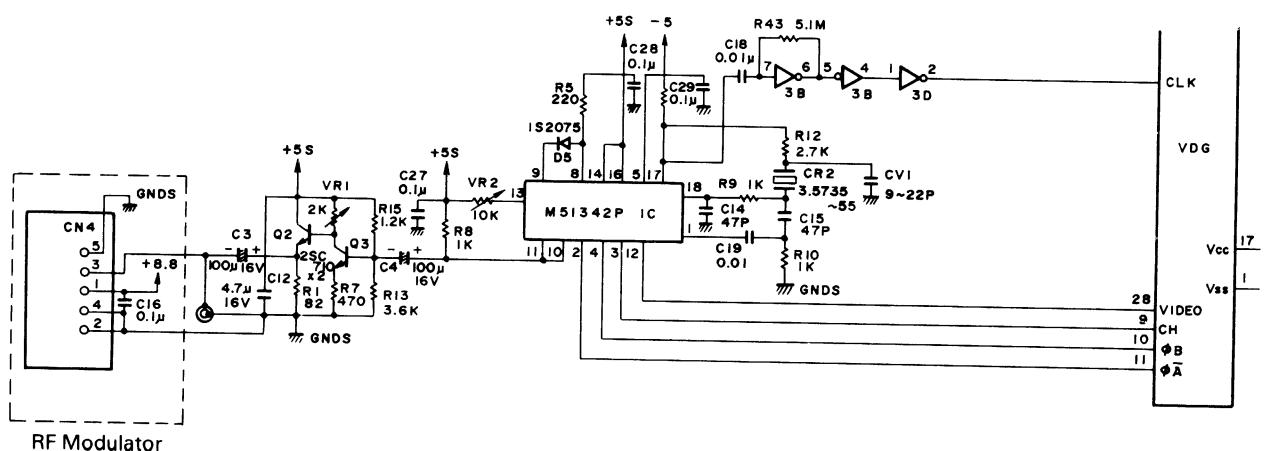 +5S
-5
R43 5.1M
C28
0.1µ
C18
0.01µ
7
6
5
4
1
2
3B
3B
3D
CLK
VDG
R5
220
C29
0.1µ
1S2075
D5
R12
2.7K
CR2
3.5735
~55
CV1
9~22P
+5S
+5S
C27
0.1µ
VR2
10K
13
9
8
14
16
5
17
M51342P IC
18
R9 1K
C14
47P
C15
47P
1
C19
0.01
R10
1K
GNDS
11
10
2
4
3
12
GNDS
CN4
5
3
1
4
2
+8.8
C16
0.1µ
C3
- +
100µ
16V
VR1
2K
Q2
Q3
2SC
710
x2
C12
4.7µ
16V
R1
82
R7
470
R15
1.2K
R13
3.6K
C4
- +
100µ
16V
R8
1K
GNDS
Vcc
17
Vss
1
28
VIDEO
9
CH
10
ϕB
11
ϕA̅
RF Modulator